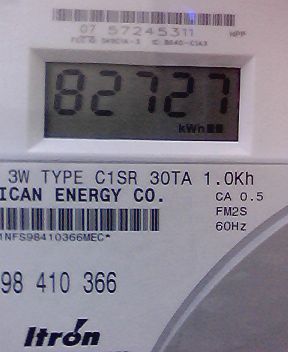 07 57245311
82727
kWh
3W TYPE C1SR 30TA 1.0Kh
ICAN ENERGY CO.
CA 0.5
FM2S
60Hz
1NFS98410366MEC*
98 410 366
Itron